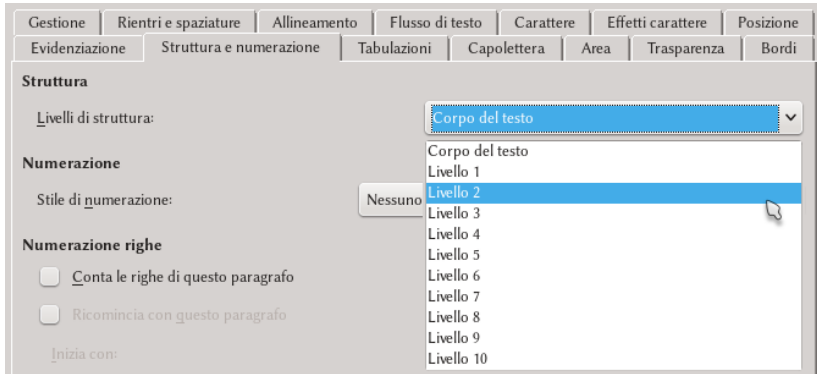 Gestione Rientri e spaziature Allineamento Flusso di testo Carattere Effetti carattere Posizione
Evidenziazione Struttura e numerazione Tabulazioni Capolettera Area Trasparenza Bordi
Struttura
Livelli di struttura: Corpo del testo
Corpo del testo
Numerazione
Livello 1
Livello 2
Stile di numerazione: Nessuno
Livello 3
Livello 4
Numerazione righe
Livello 5
Conta le righe di questo paragrafo
Livello 6
Livello 7
Ricomincia con questo paragrafo
Livello 8
Livello 9
Inizia con:
Livello 10